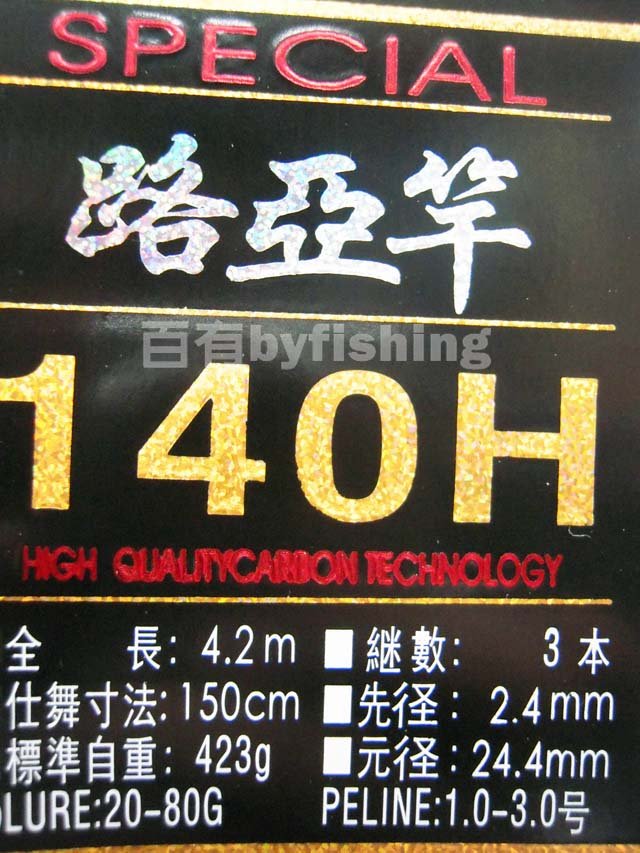 SPECIAL
路亞竿
百有byfishing
140H
HIGH QUALITYCARBON TECHNOLOGY
全 長: 4.2m ■継數: 3本
仕舞寸法:150cm ■先径: 2.4mm
標準自重: 423g ■元径: 24.4mm
LURE:20-80G PELINE:1.0-3.0号